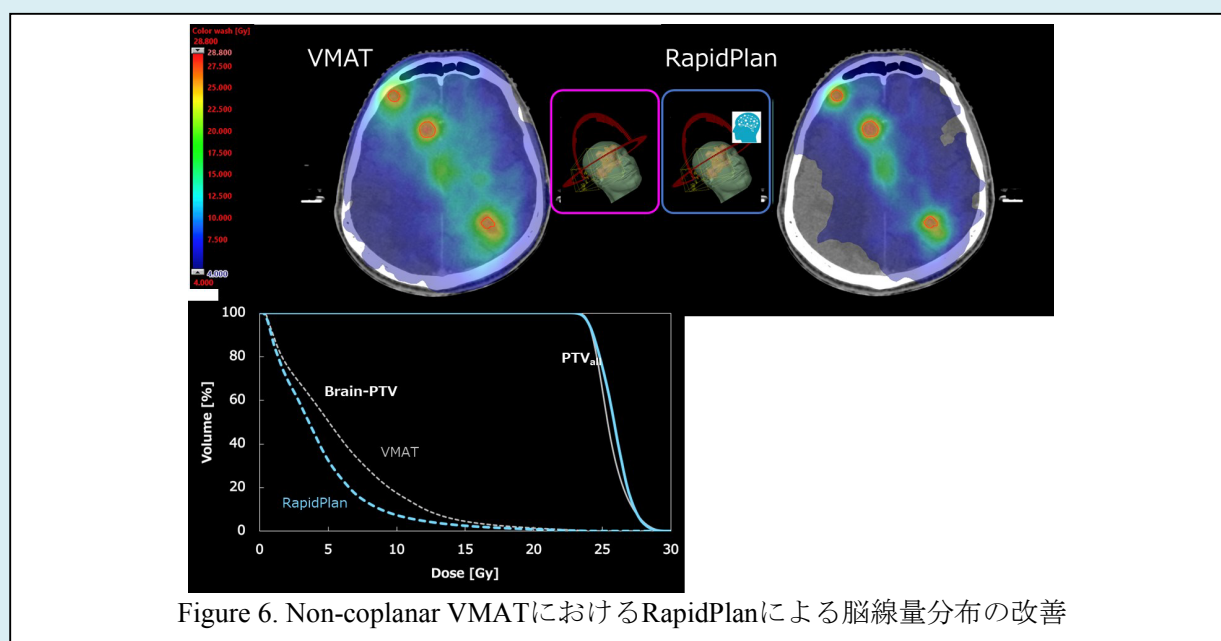 Color wash [Gy]
28.800
28.800
27.500
25.000
22.500
20.000
17.500
15.000
12.500
10.000
7.500
4.000
4.000
VMAT
RapidPlan
100
80
60
40
20
0
Volume [%]
PTV
Brain-PTV
VMAT
RapidPlan
0 5 10 15 20 25 30
Dose [Gy]
Figure 6. Non-coplanar VMATにおけるRapidPlanによる脳線量分布の改善